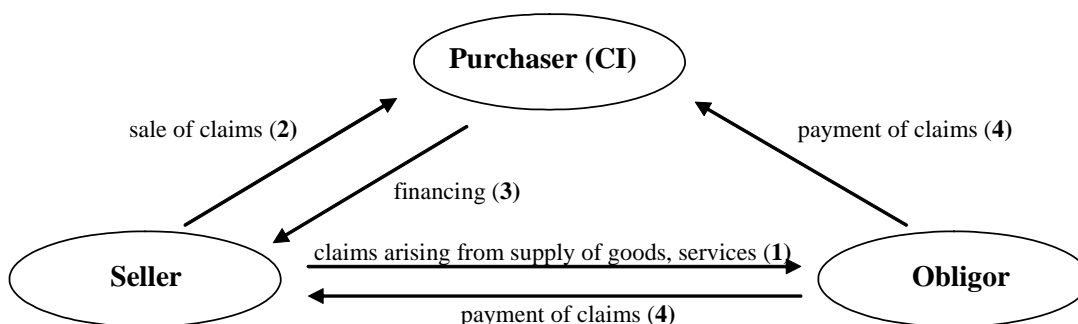 Purchaser (CI)
sale of claims (2)
payment of claims (4)
financing (3)
claims arising from supply of goods, services (1)
Seller
Obligor
payment of claims (4)